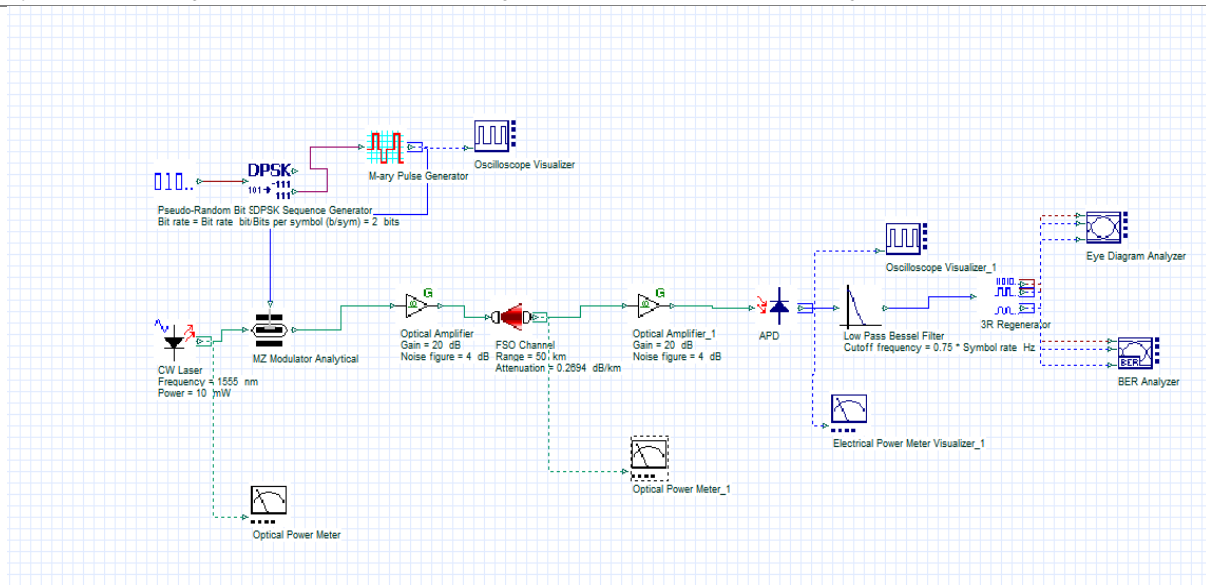 Oscilloscope Visualizer
DPSK
-111
101
111
M-ary Pulse Generator
010..
Pseudo-Random Bit SDPSK Sequence Generator
Bit rate = Bit rate bit/Bits per symbol (b/sym) = 2 bits
Oscilloscope Visualizer_1
Eye Diagram Analyzer
G
G
MZ Modulator Analytical
Optical Amplifier
Gain = 20 dB
Noise figure = 4 dB
FSO Channel
Range = 50 km
Attenuation = 0.2694 dB/km
Optical Amplifier_1
Gain = 20 dB
Noise figure = 4 dB
APD
Low Pass Bessel Filter
Cutoff frequency = 0.75 * Symbol rate Hz
3R Regenerator
CW Laser
Frequency = 1555 nm
Power = 10 mW
BER
BER Analyzer
Electrical Power Meter Visualizer_1
Optical Power Meter_1
Optical Power Meter